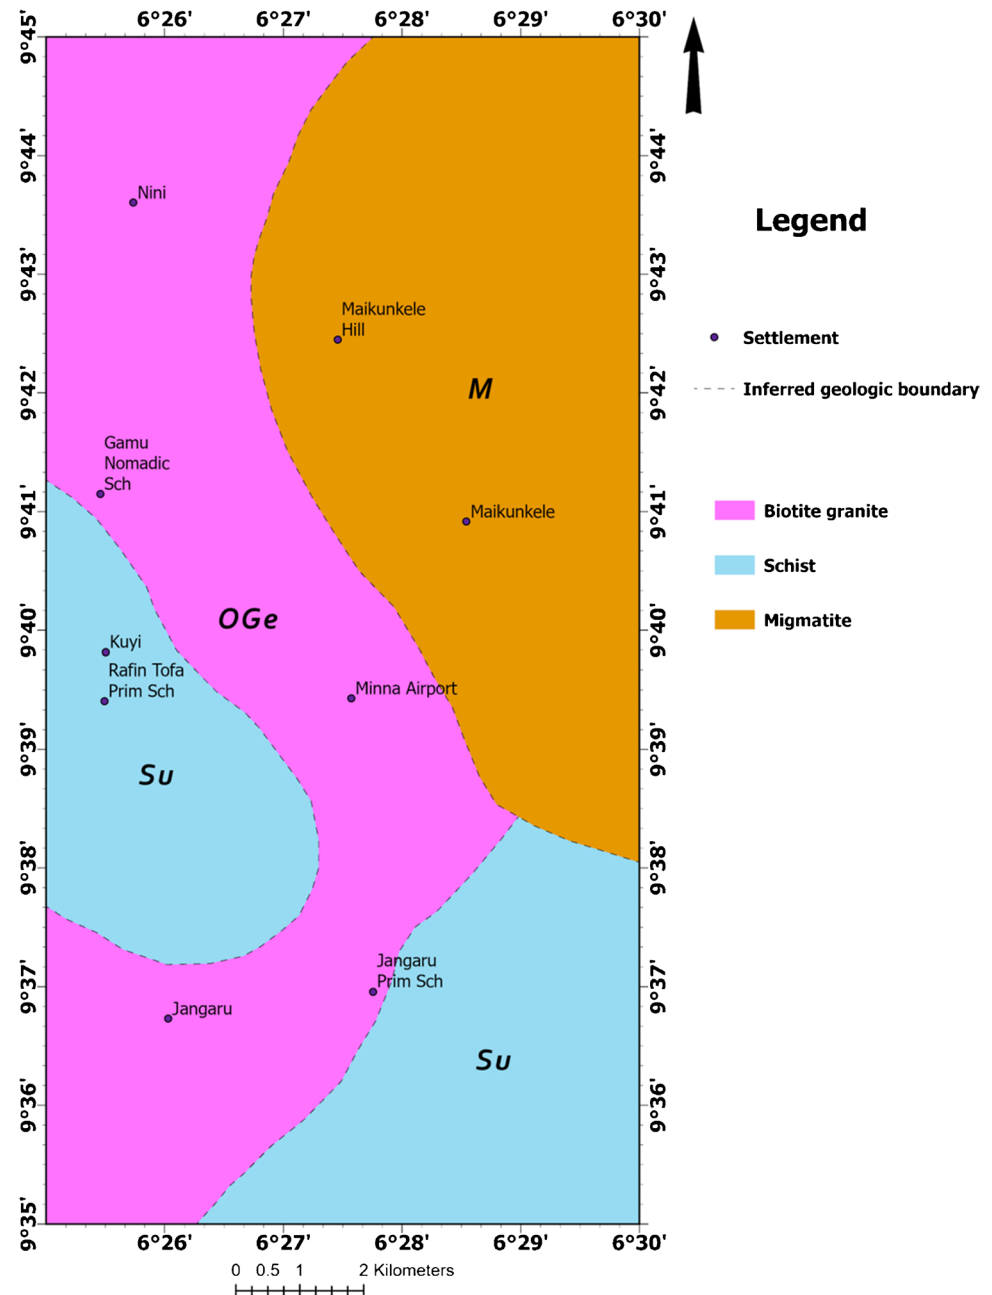 6°26' 6°27' 6°28' 6°29' 6°30'
9°45'
9°44'
9°43'
9°42'
9°41'
9°40'
9°39'
9°38'
9°37'
9°36'
9°35'
Nini
Maikunkele
Hill
M
Gamu
Nomadic
Sch
Maikunkele
OGe
Kuyi
Rafin Tofa
Prim Sch
Minna Airport
Su
Jangaru
Prim Sch
Jangaru
Su
9°44'
9°43'
9°42'
9°41'
9°40'
9°39'
9°38'
9°37'
9°36'
6°26' 6°27' 6°28' 6°29' 6°30'
0 0.5 1 2 Kilometers
Legend
Settlement
Inferred geologic boundary
Biotite granite
Schist
Migmatite